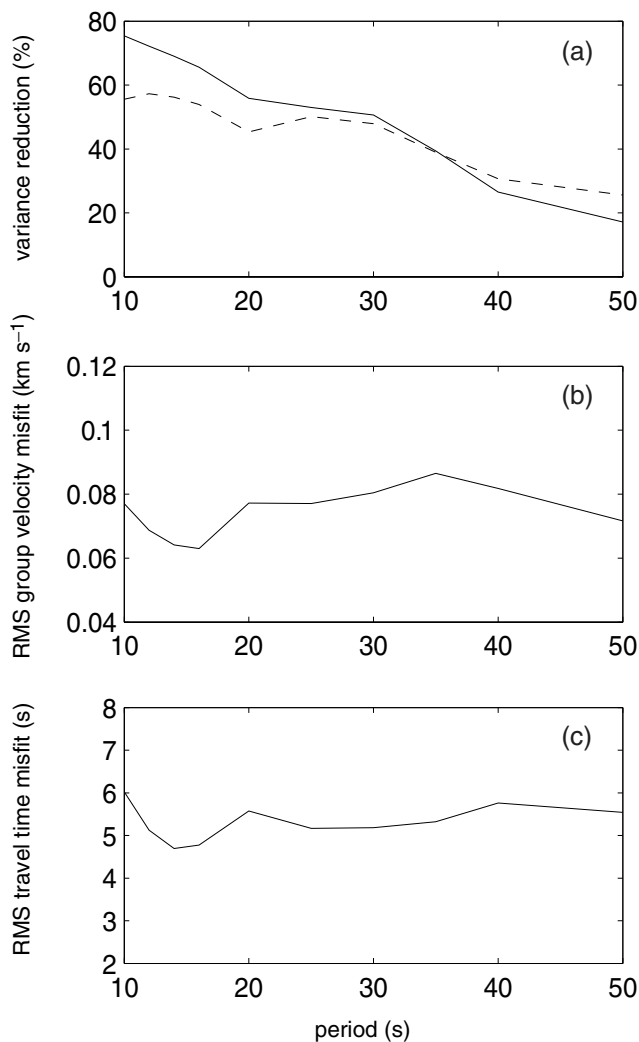 80
60
40
20
0
variance reduction (%)
(a)
10 20 30 40 50
0.12
0.1
0.08
0.06
0.04
RMS group velocity misfit (km s⁻¹)
(b)
10 20 30 40 50
8
7
6
5
4
3
2
RMS travel time misfit (s)
(c)
10 20 30 40 50
period (s)